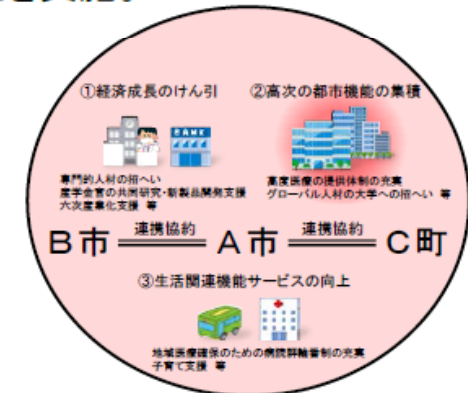 ①経済成長のけん引
②高次の都市機能の集積
BANK
専門的人材の招へい
産学金官の共同研究・新製品開発支援
六次産業化支援 等
高度医療の提供体制の充実
グローバル人材の大学への招へい 等
B市 連携協約 A市 連携協約 C町
③生活関連機能サービスの向上
地域医療確保のための病院群輪番制の充実
子育て支援 等